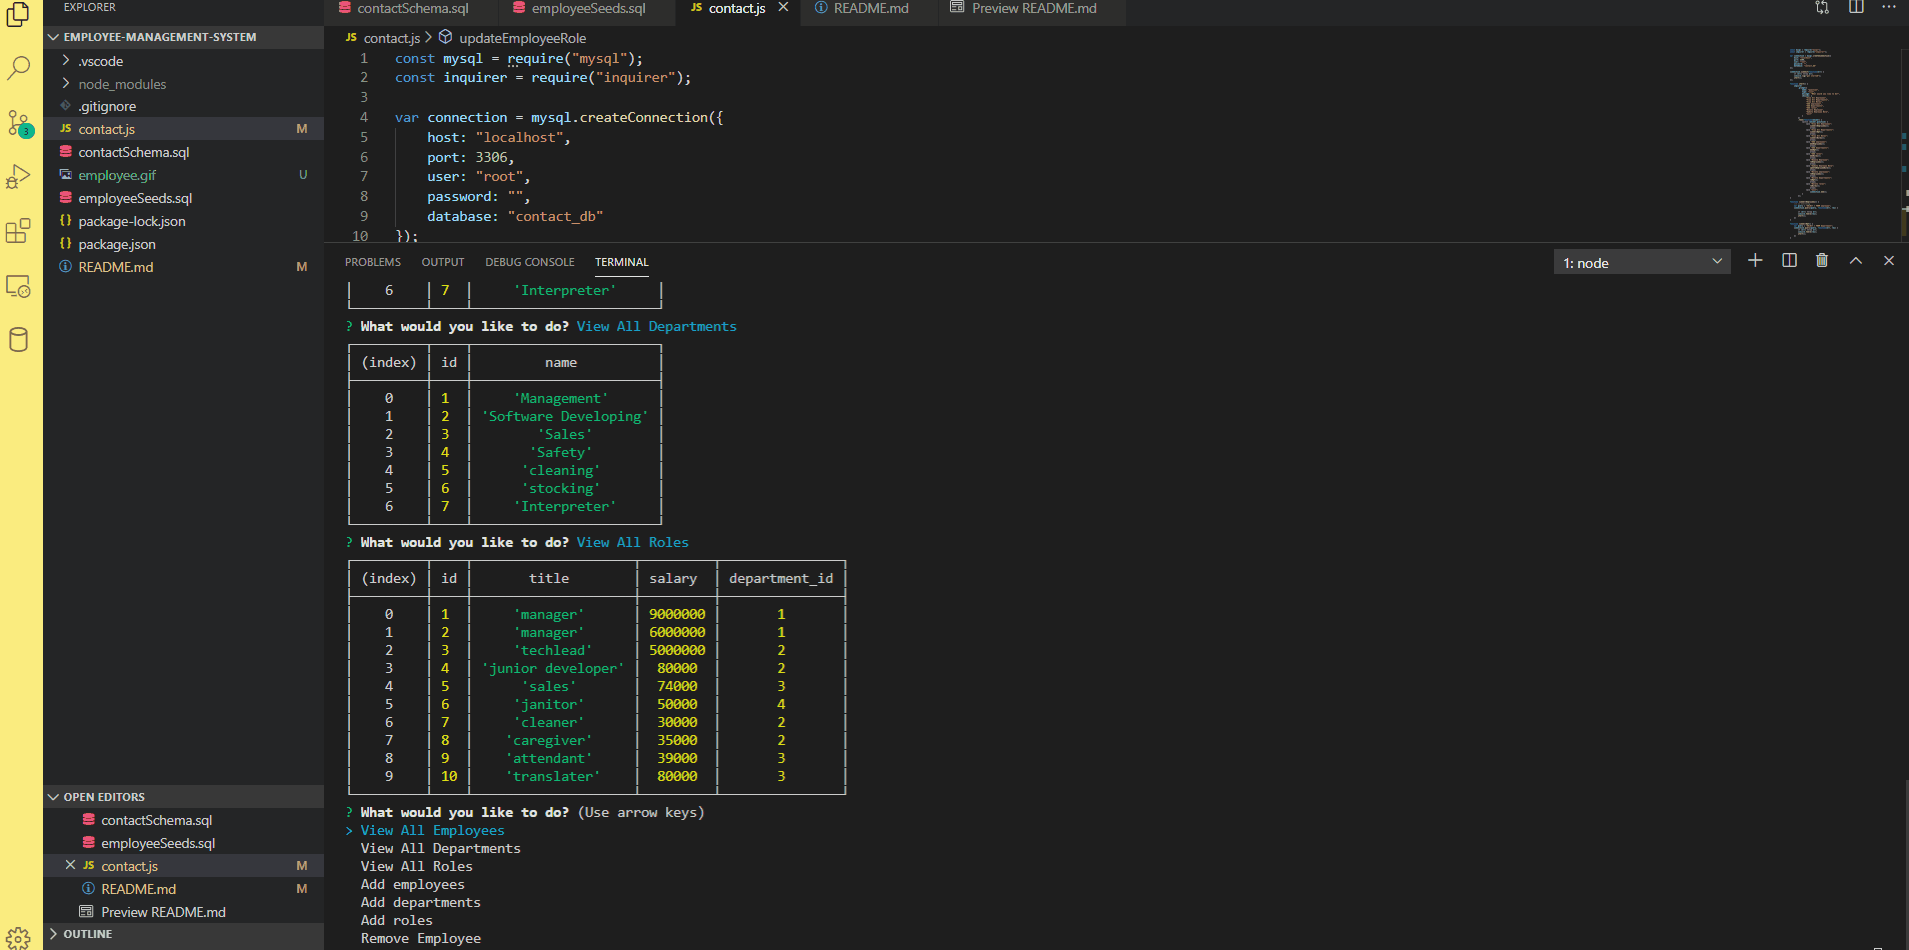 EXPLORER
EMPLOYEE-MANAGEMENT-SYSTEM
.vscode
node_modules
.gitignore
JS contact.js M
contactSchema.sql
employee.gif U
employeeSeeds.sql
{} package-lock.json
{} package.json
README.md M
3
OPEN EDITORS
contactSchema.sql
employeeSeeds.sql
JS contact.js M
README.md M
Preview README.md
OUTLINE
contactSchema.sql employeeSeeds.sql JS contact.js README.md Preview README.md
JS contact.js > updateEmployeeRole
1 const mysql = require("mysql");
2 const inquirer = require("inquirer");
3
4 var connection = mysql.createConnection({
5 host: "localhost",
6 port: 3306,
7 user: "root",
8 password: "",
9 database: "contact_db"
10 });
PROBLEMS OUTPUT DEBUG CONSOLE TERMINAL 1: node
6 7 'Interpreter'
? What would you like to do? View All Departments
(index) id name
0 1 'Management'
1 2 'Software Developing'
2 3 'Sales'
3 4 'Safety'
4 5 'cleaning'
5 6 'stocking'
6 7 'Interpreter'
? What would you like to do? View All Roles
(index) id title salary department_id
0 1 'manager' 9000000 1
1 2 'manager' 6000000 1
2 3 'techlead' 5000000 2
3 4 'junior developer' 80000 2
4 5 'sales' 74000 3
5 6 'janitor' 50000 4
6 7 'cleaner' 30000 2
7 8 'caregiver' 35000 2
8 9 'attendant' 39000 3
9 10 'translater' 80000 3
? What would you like to do? (Use arrow keys)
> View All Employees
View All Departments
View All Roles
Add employees
Add departments
Add roles
Remove Employee